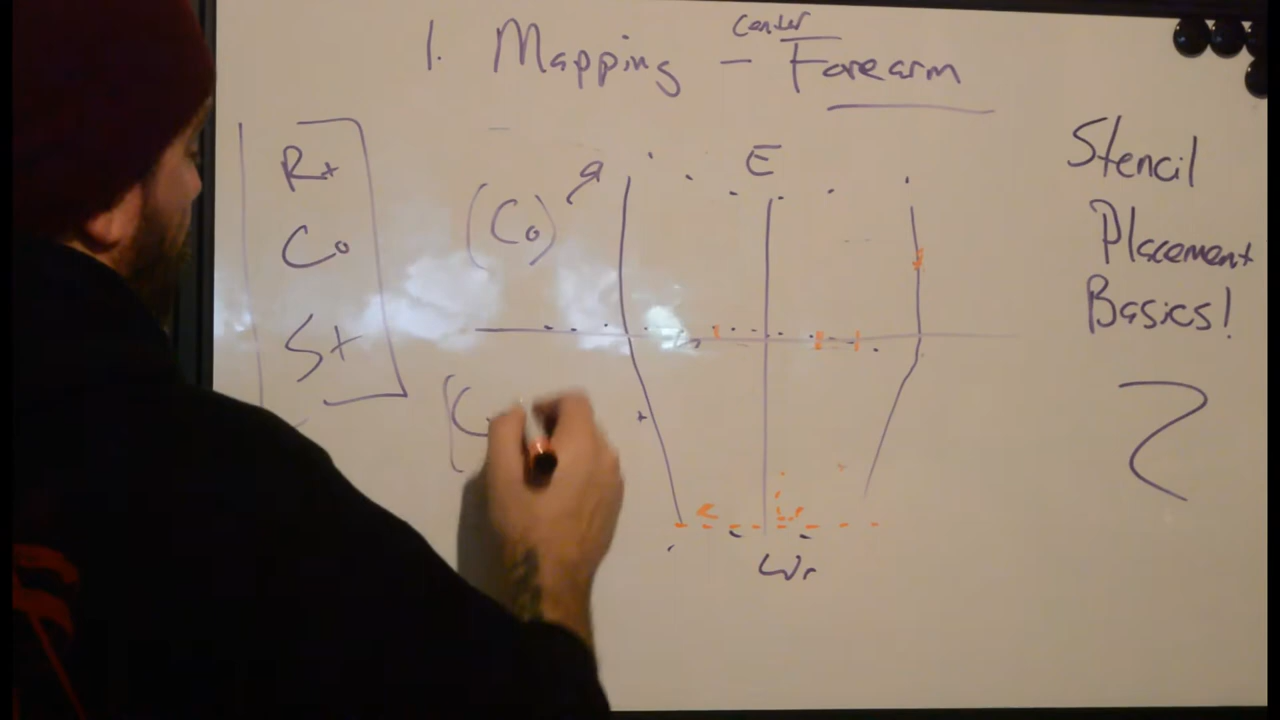 Center
1. Mapping - Forearm
Rt
Co
St
(Co)
E
Wr
Stencil
Placement
Basics!